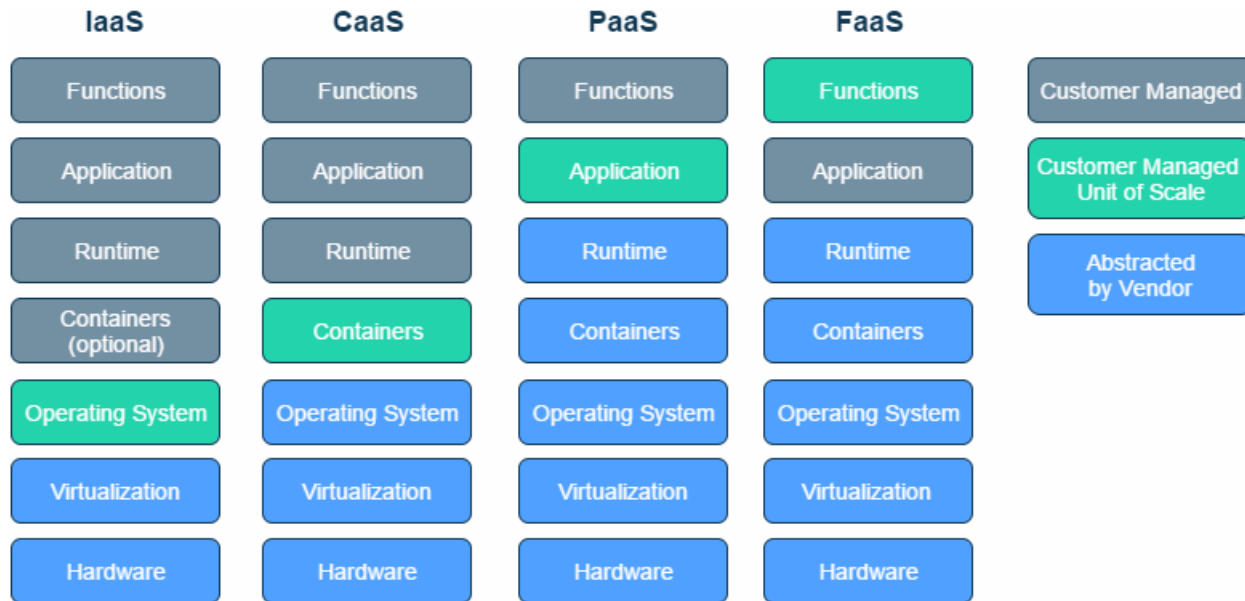 IaaS
CaaS
PaaS
FaaS
Functions
Functions
Functions
Functions
Customer Managed
Application
Application
Application
Application
Customer Managed
Unit of Scale
Runtime
Runtime
Runtime
Runtime
Abstracted
by Vendor
Containers
(optional)
Containers
Containers
Containers
Operating System
Operating System
Operating System
Operating System
Virtualization
Virtualization
Virtualization
Virtualization
Hardware
Hardware
Hardware
Hardware